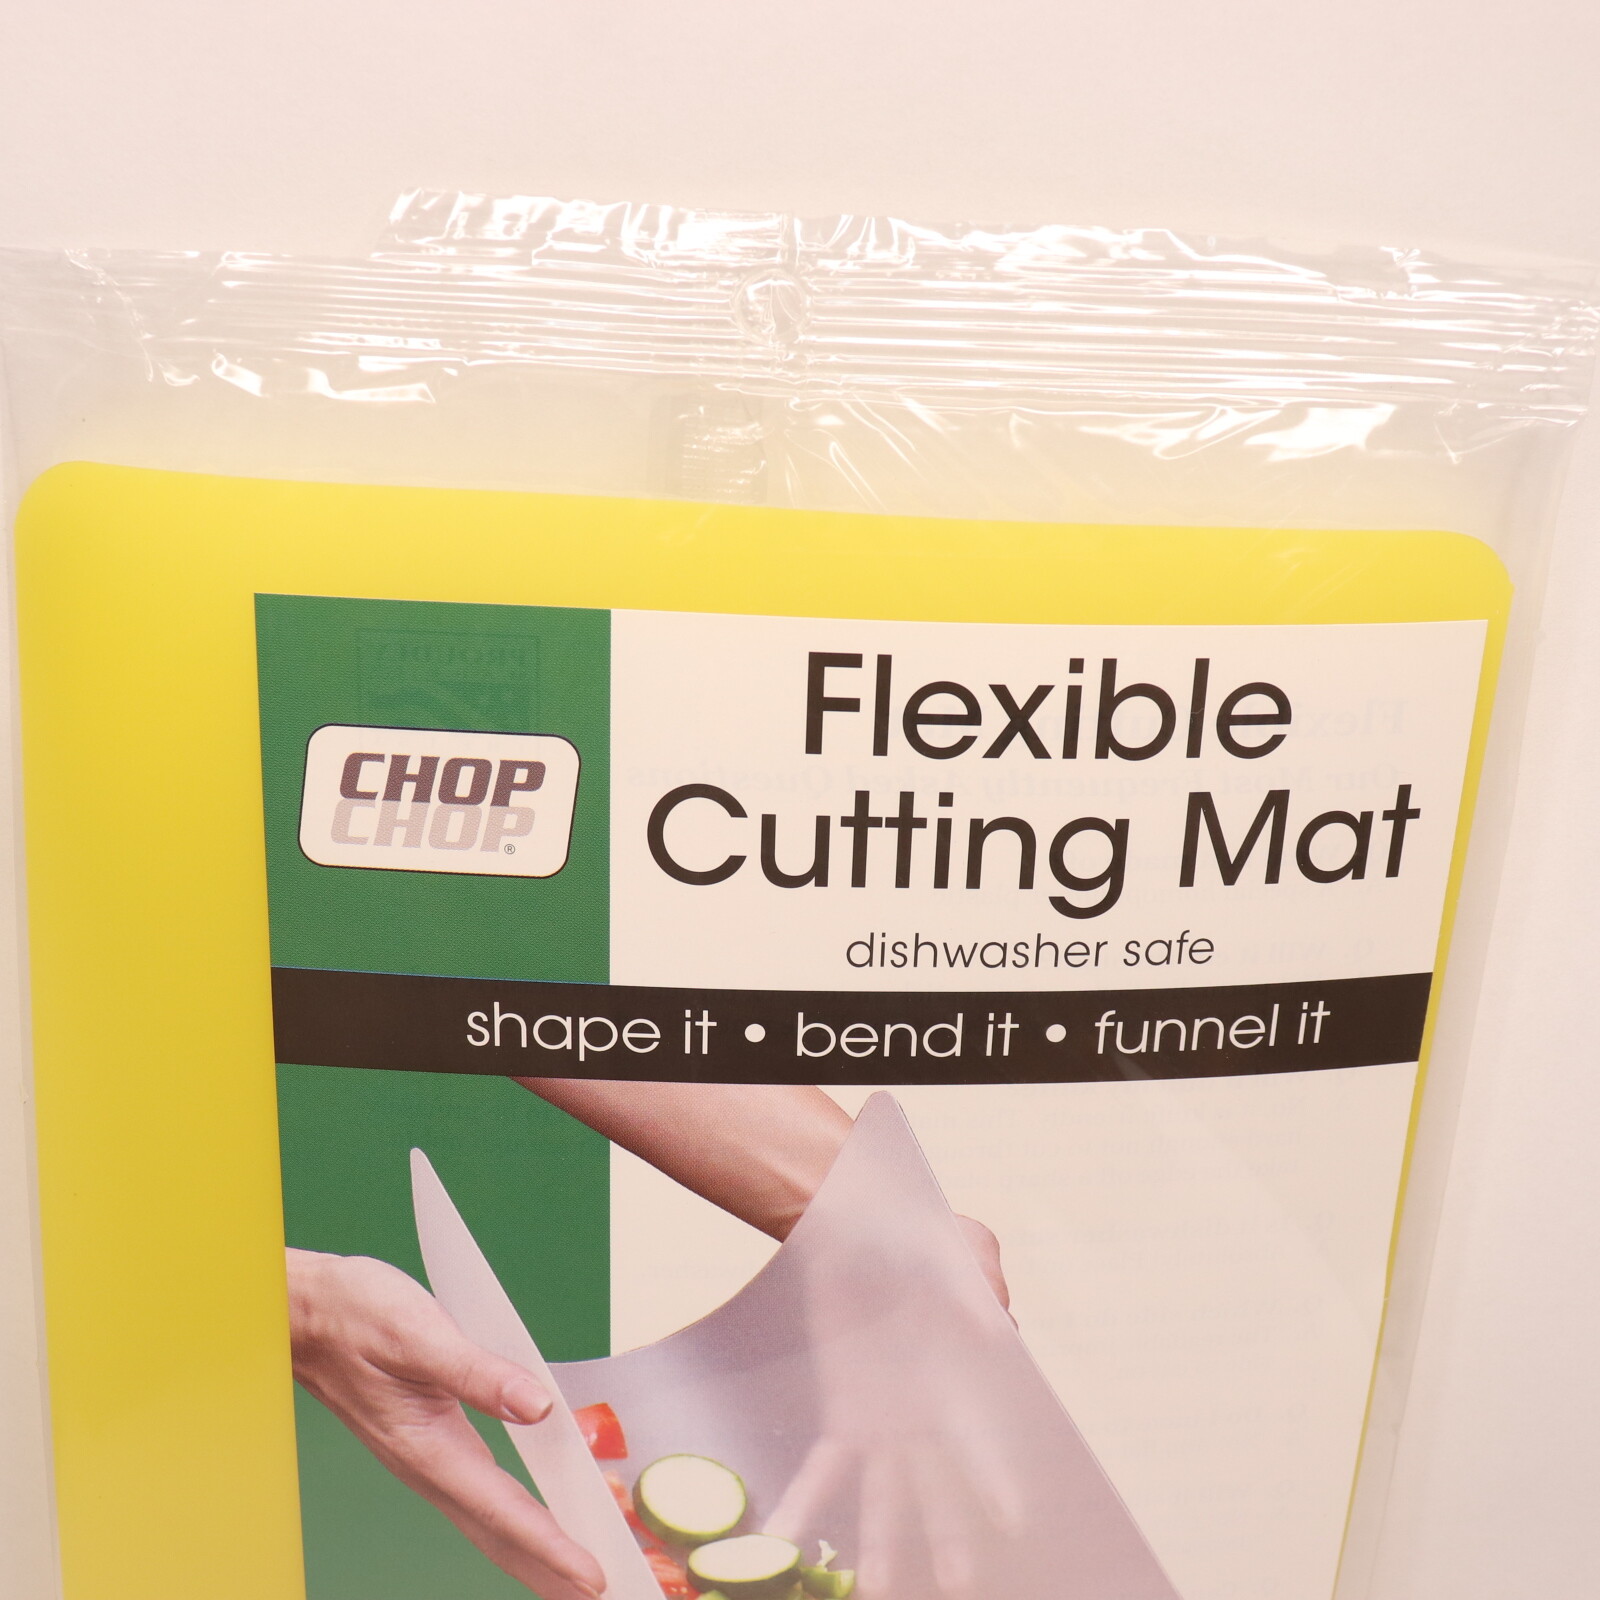 CHOP
CHOP®
Flexible
Cutting Mat
dishwasher safe
shape it • bend it • funnel it